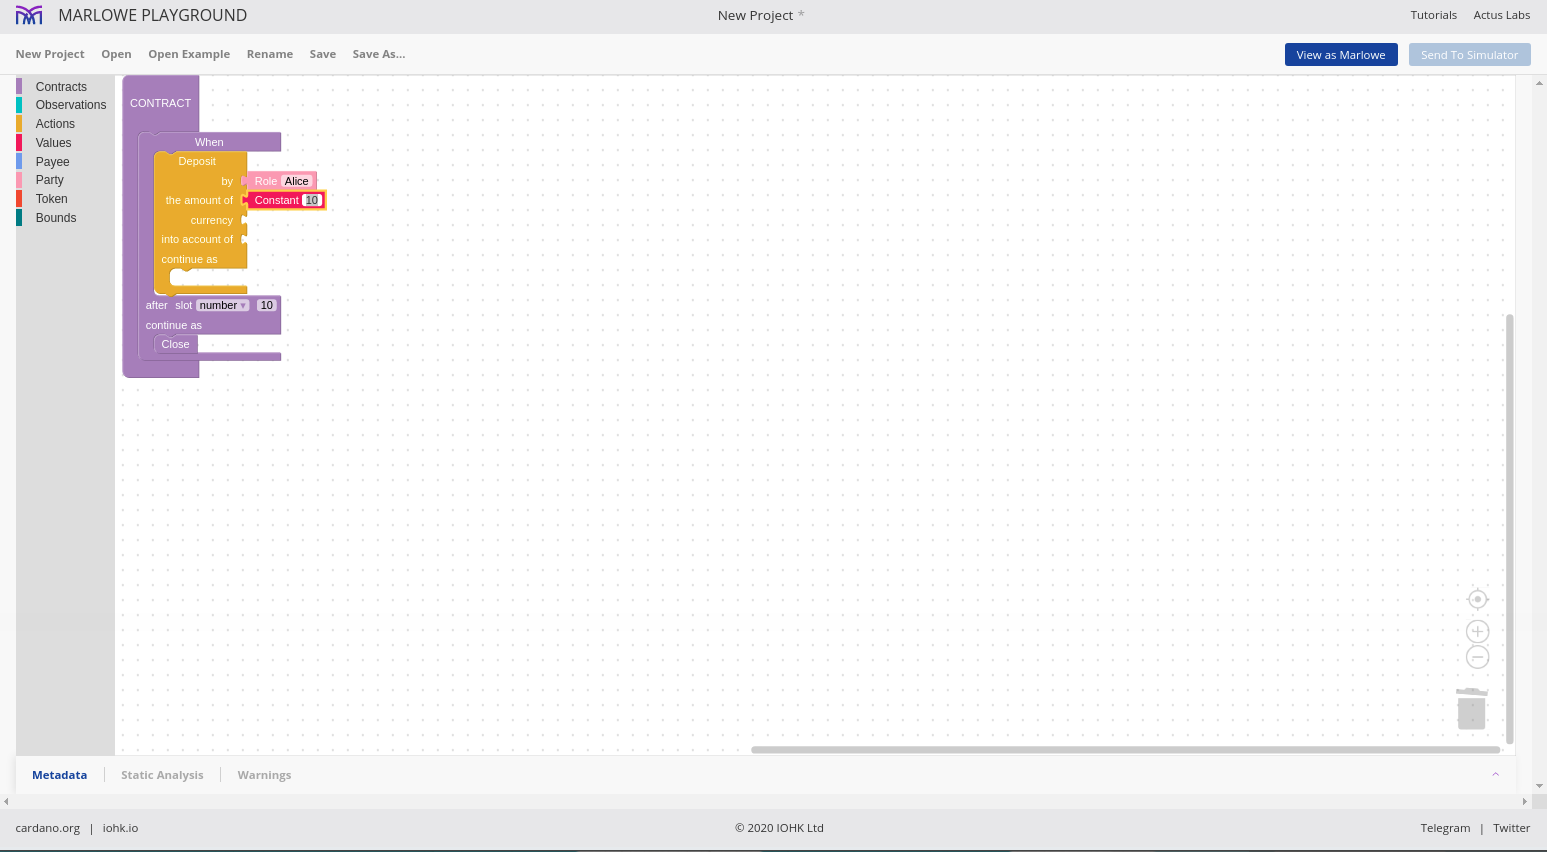 MARLOWE PLAYGROUND
New Project *
Tutorials Actus Labs
New Project Open Open Example Rename Save Save As...
View as Marlowe Send To Simulator
Contracts
Observations
Actions
Values
Payee
Party
Token
Bounds
CONTRACT
When
Deposit
by Role Alice
the amount of Constant 10
currency
into account of
continue as
after slot number 10
continue as
Close
Metadata Static Analysis Warnings
cardano.org | iohk.io
© 2020 IOHK Ltd
Telegram | Twitter